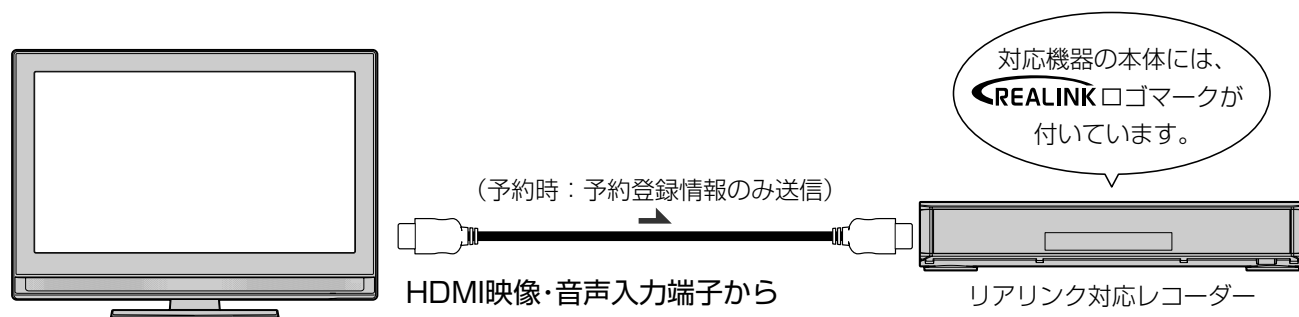 対応機器の本体には、
REALINKロゴマークが
付いています。
（予約時：予約登録情報のみ送信）
HDMI映像・音声入力端子から
リアリンク対応レコーダー